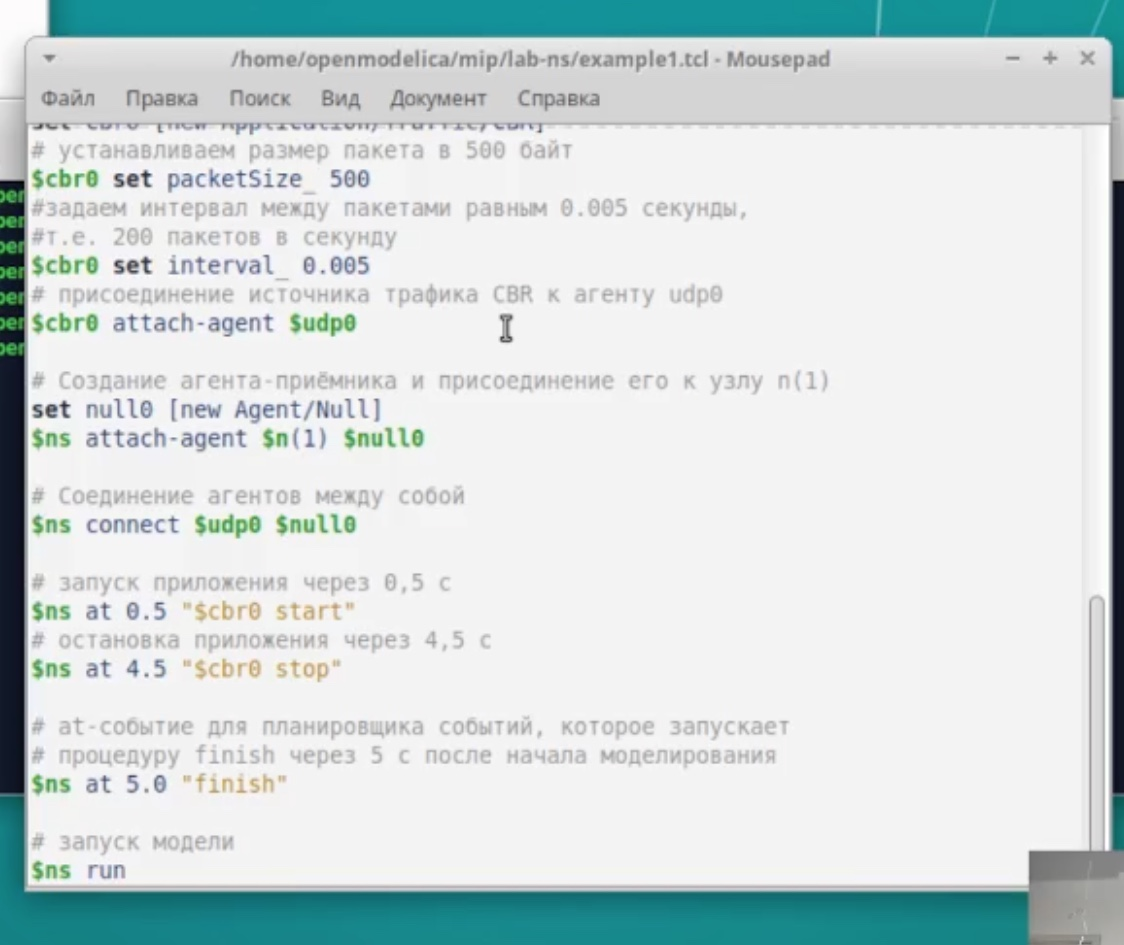 /home/openmodelica/mip/lab-ns/example1.tcl - Mousepad
Файл Правка Поиск Вид Документ Справка
set cbr0 [new Application/Traffic/CBR]
# устанавливаем размер пакета в 500 байт
$cbr0 set packetSize_ 500
#задаем интервал между пакетами равным 0.005 секунды,
#т.е. 200 пакетов в секунду
$cbr0 set interval_ 0.005
# присоединение источника трафика CBR к агенту udp0
$cbr0 attach-agent $udp0
# Создание агента-приёмника и присоединение его к узлу n(1)
set null0 [new Agent/Null]
$ns attach-agent $n(1) $null0
# Соединение агентов между собой
$ns connect $udp0 $null0
# запуск приложения через 0,5 с
$ns at 0.5 "$cbr0 start"
# остановка приложения через 4,5 с
$ns at 4.5 "$cbr0 stop"
# at-событие для планировщика событий, которое запускает
# процедуру finish через 5 с после начала моделирования
$ns at 5.0 "finish"
# запуск модели
$ns run